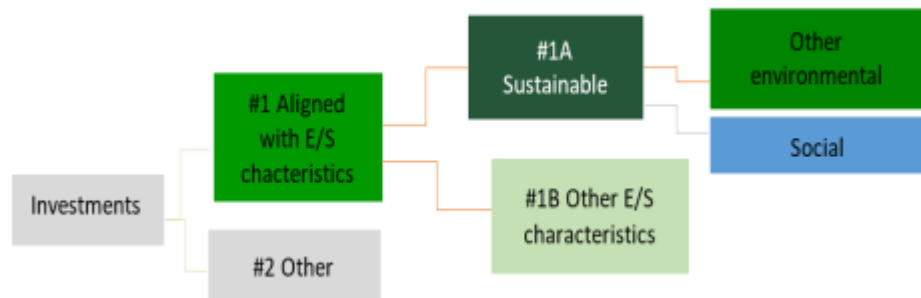 Investments
#1 Aligned
with E/S
chacteristics
#2 Other
#1A
Sustainable
#1B Other E/S
characteristics
Other
environmental
Social